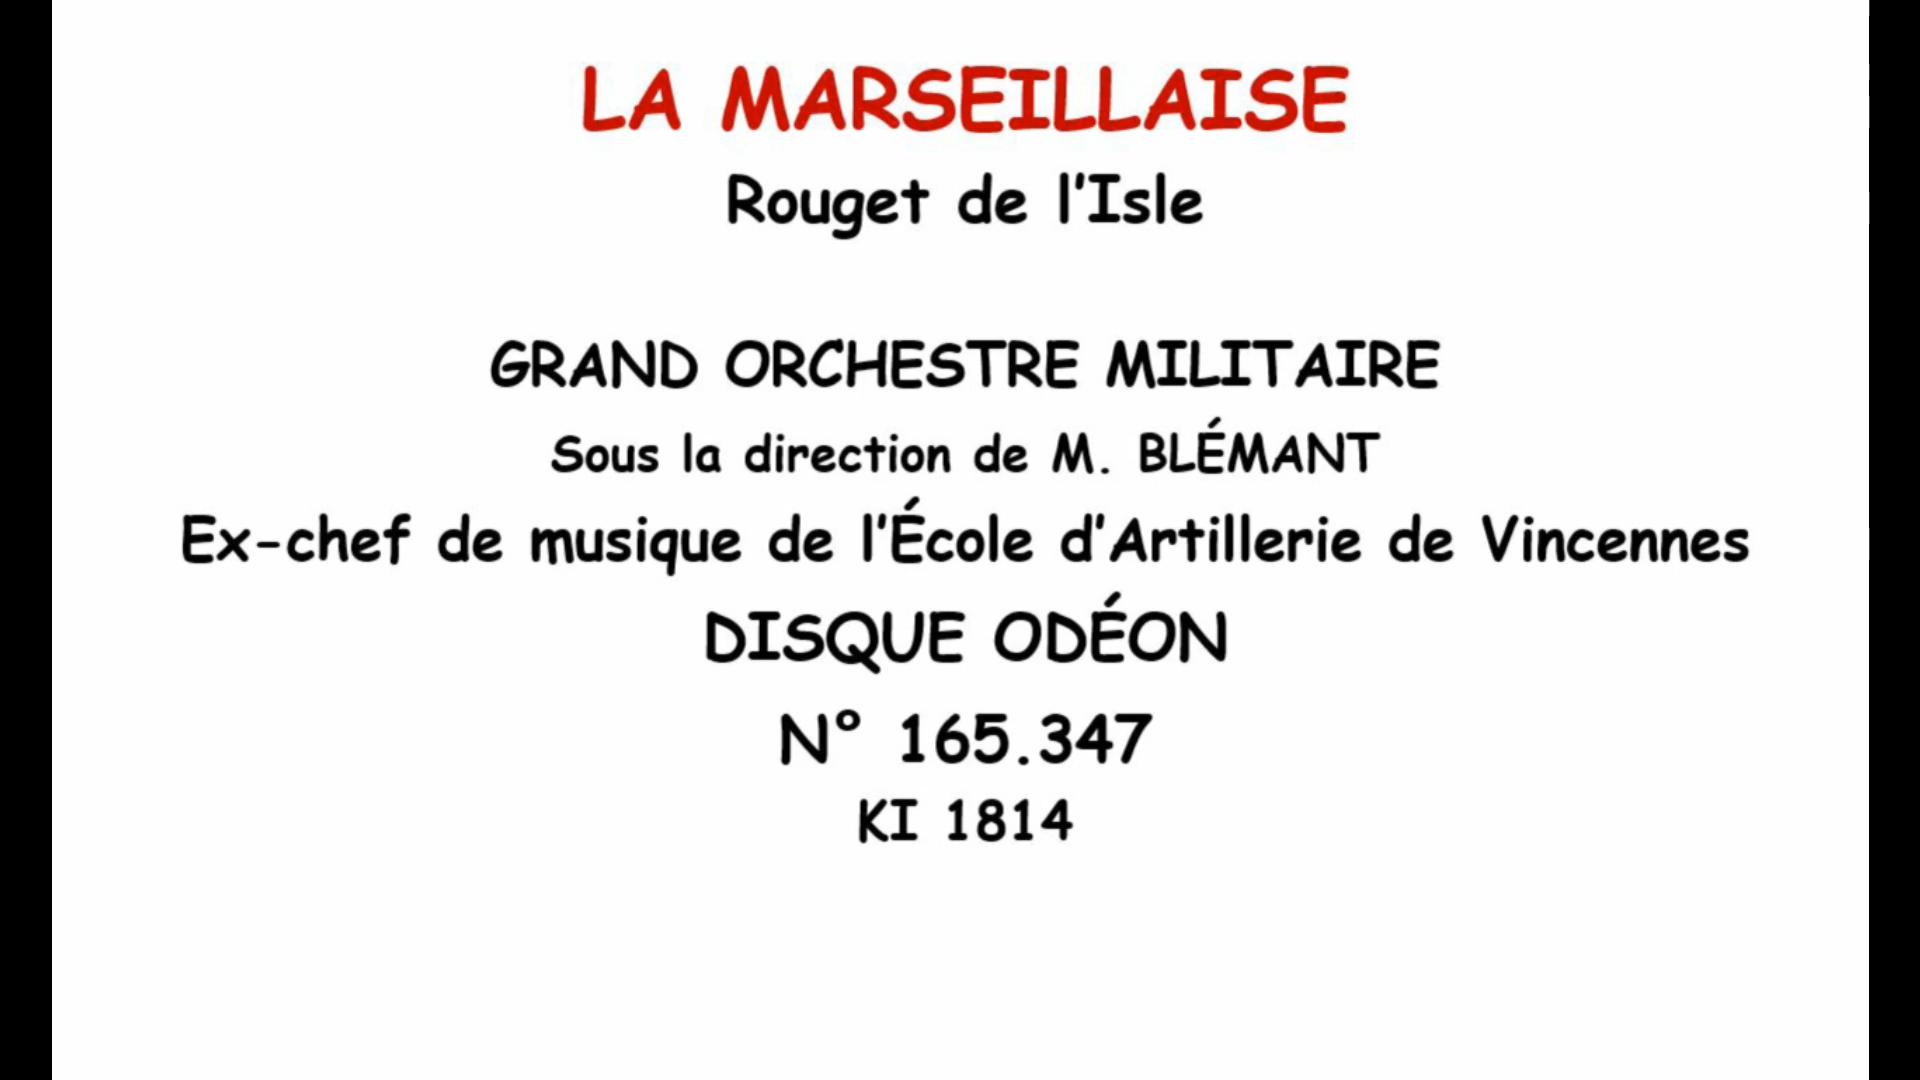 LA MARSEILLAISE
Rouget de l'Isle
GRAND ORCHESTRE MILITAIRE
Sous la direction de M. BLÉMANT
Ex-chef de musique de l'École d'Artillerie de Vincennes
DISQUE ODÉON
N° 165.347
KI 1814